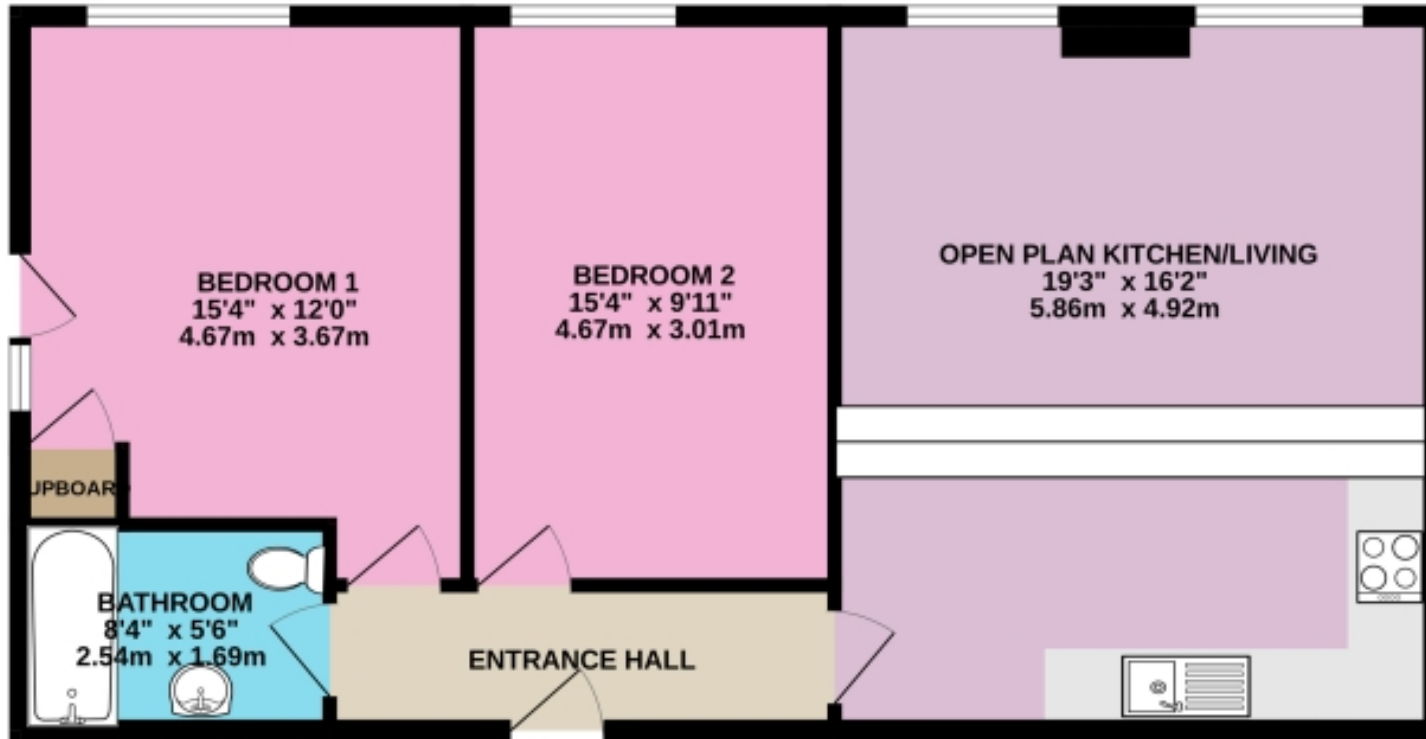 BEDROOM 1
15'4" x 12'0"
4.67m x 3.67m
BEDROOM 2
15'4" x 9'11"
4.67m x 3.01m
OPEN PLAN KITCHEN/LIVING
19'3" x 16'2"
5.86m x 4.92m
UPBOARD
BATHROOM
8'4" x 5'6"
2.54m x 1.69m
ENTRANCE HALL